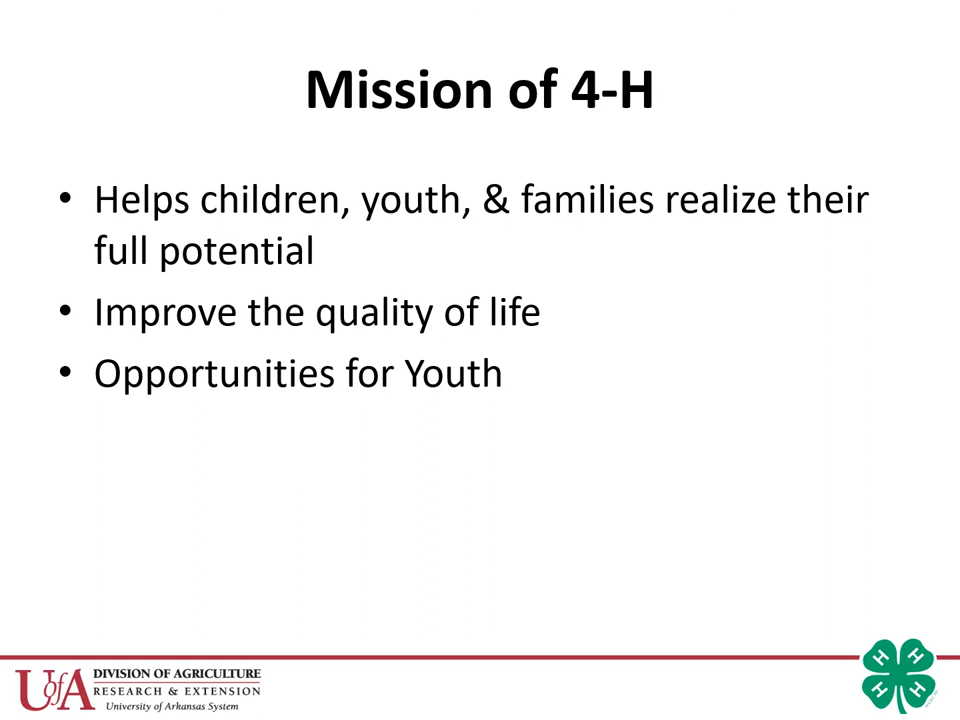 Mission of 4-H
• Helps children, youth, & families realize their
full potential
• Improve the quality of life
• Opportunities for Youth
UofA
DIVISION OF AGRICULTURE
RESEARCH & EXTENSION
University of Arkansas System
H H
H H